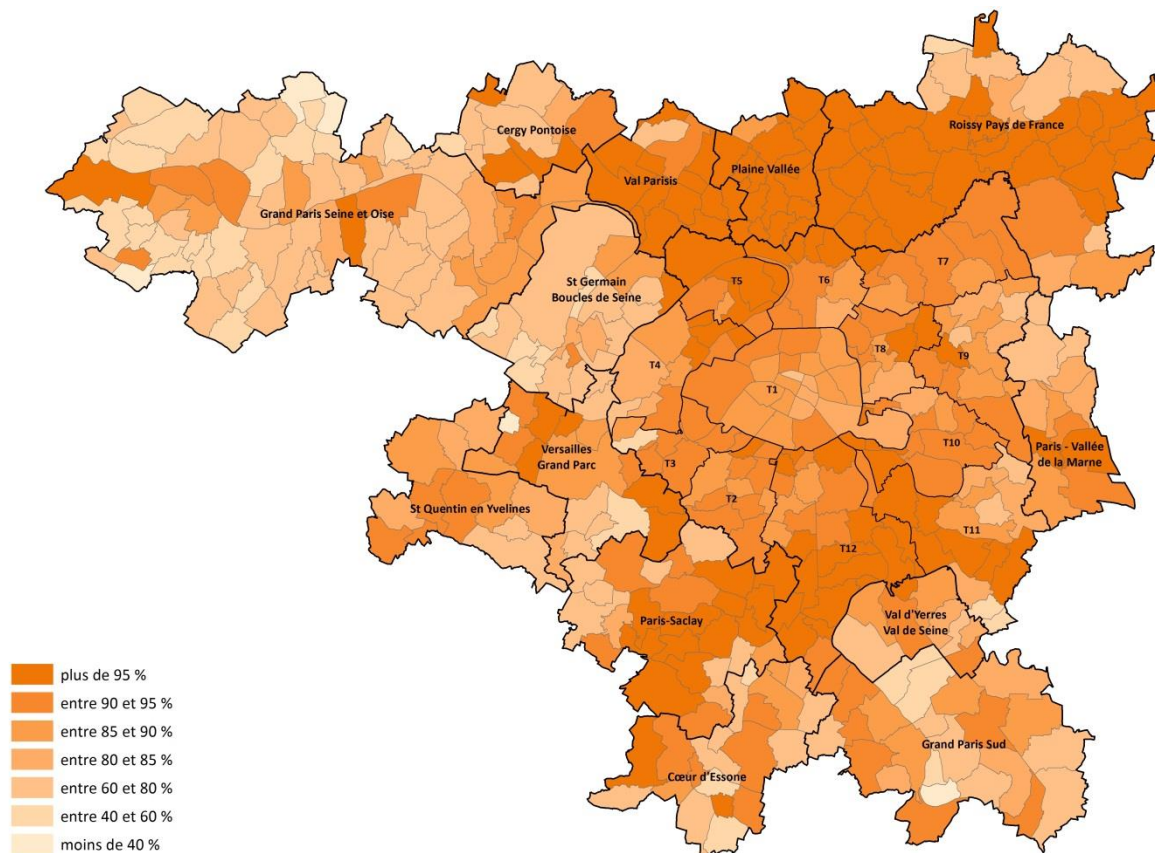 Cergy Pontoise
Roissy Pays de France
Val Parisis
Plaine Vallée
Grand Paris Seine et Oise
T7
St Germain
Boucles de Seine
T5
T6
T8
T9
T4
T1
Versailles
Grand Parc
T10
Paris - Vallée
de la Marne
T3
T2
St Quentin en Yvelines
T11
T12
Paris-Saclay
Val d'Yerres
Val de Seine
Grand Paris Sud
Cœur d'Essone
plus de 95 %
entre 90 et 95 %
entre 85 et 90 %
entre 80 et 85 %
entre 60 et 80 %
entre 40 et 60 %
moins de 40 %